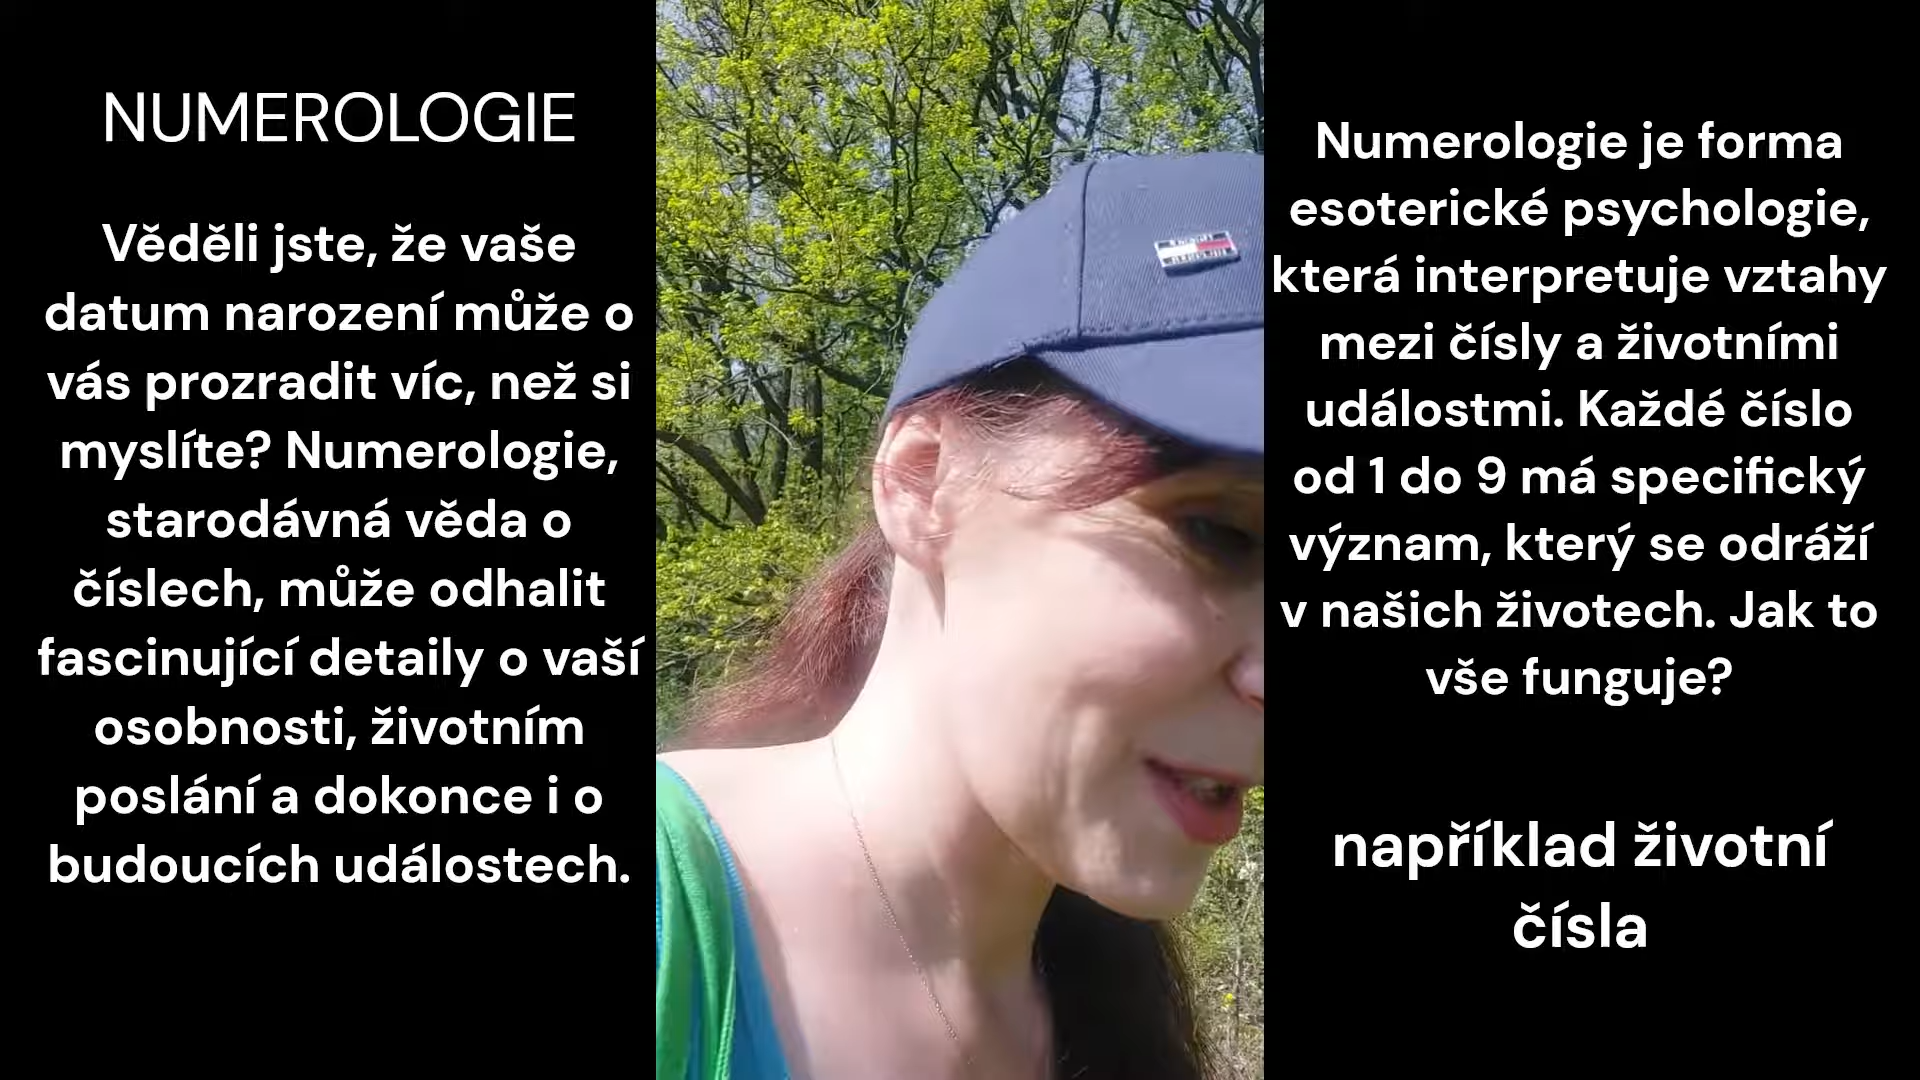 NUMEROLOGIE
Věděli jste, že vaše
datum narození může o
vás prozradit víc, než si
myslíte? Numerologie,
starodávná věda o
číslech, může odhalit
fascinující detaily o vaší
osobnosti, životním
poslání a dokonce i o
budoucích událostech.
Numerologie je forma
esoterické psychologie,
která interpretuje vztahy
mezi čísly a životními
událostmi. Každé číslo
od 1 do 9 má specifický
význam, který se odráží
v našich životech. Jak to
vše funguje?
například životní
čísla